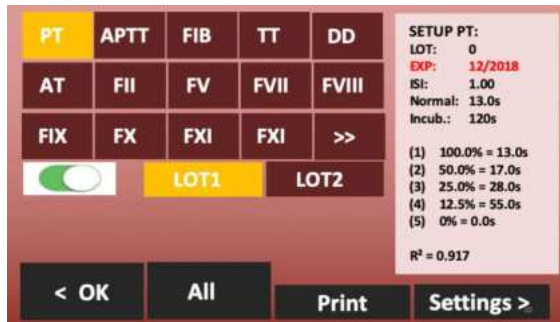 PT APTT FIB TT DD
AT FII FV FVII FVIII
FIX FX FXI FXI >>
LOT1 LOT2
< OK All Print Settings >
SETUP PT:
LOT: 0
EXP: 12/2018
ISI: 1.00
Normal: 13.0s
Incub.: 120s
(1) 100.0% = 13.0s
(2) 50.0% = 17.0s
(3) 25.0% = 28.0s
(4) 12.5% = 55.0s
(5) 0% = 0.0s
R² = 0.917